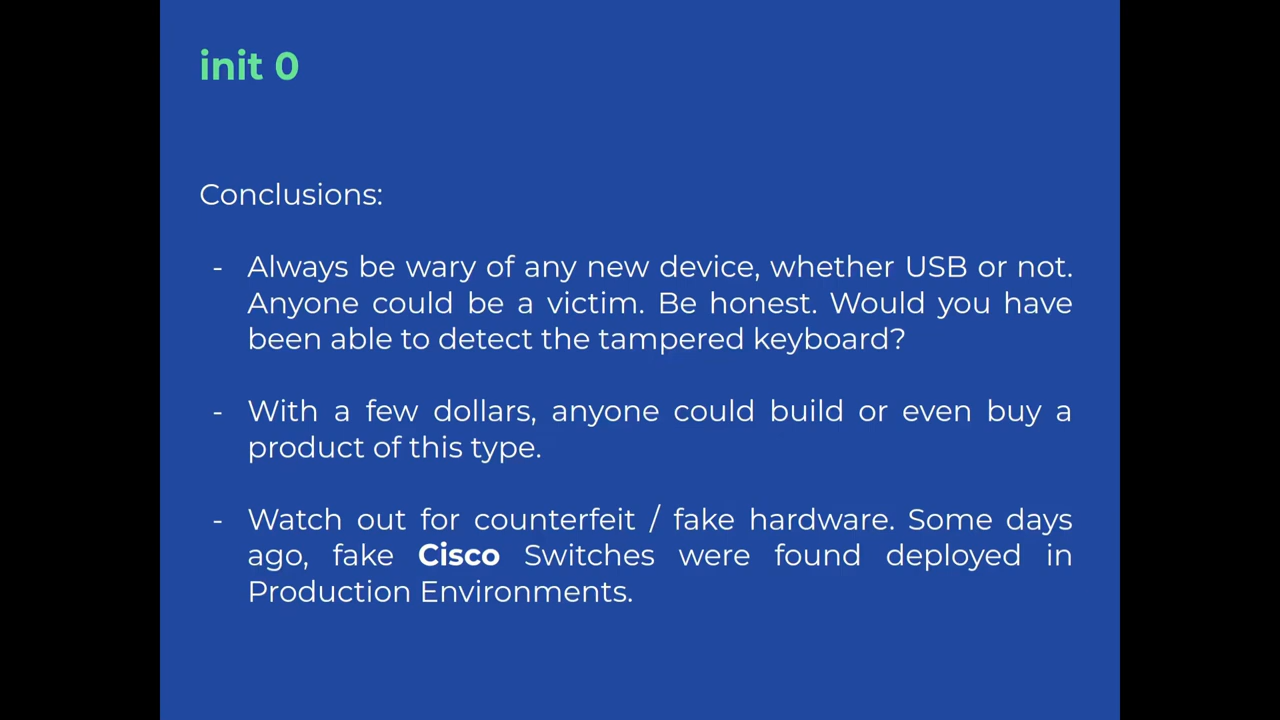 init 0
Conclusions:
- Always be wary of any new device, whether USB or not.
Anyone could be a victim. Be honest. Would you have
been able to detect the tampered keyboard?
- With a few dollars, anyone could build or even buy a
product of this type.
- Watch out for counterfeit / fake hardware. Some days
ago, fake Cisco Switches were found deployed in
Production Environments.